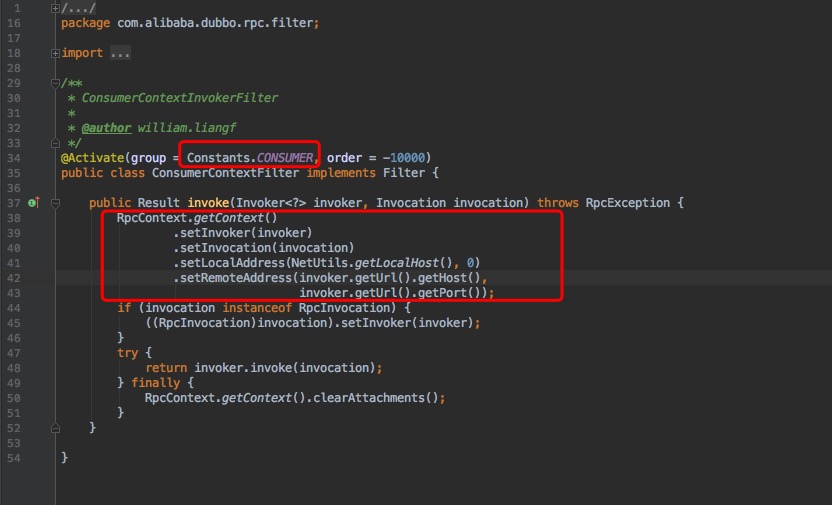 1 /.../
16 package com.alibaba.dubbo.rpc.filter;
17
18 import ...
28
29 /**
30 * ConsumerContextInvokerFilter
31 *
32 * @author william.liangf
33 */
34 @Activate(group = Constants.CONSUMER, order = -10000)
35 public class ConsumerContextFilter implements Filter {
36
37 public Result invoke(Invoker<?> invoker, Invocation invocation) throws RpcException {
38 RpcContext.getContext()
39 .setInvoker(invoker)
40 .setInvocation(invocation)
41 .setLocalAddress(NetUtils.getLocalHost(), 0)
42 .setRemoteAddress(invoker.getUrl().getHost(),
43 invoker.getUrl().getPort());
44 if (invocation instanceof RpcInvocation) {
45 ((RpcInvocation)invocation).setInvoker(invoker);
46 }
47 try {
48 return invoker.invoke(invocation);
49 } finally {
50 RpcContext.getContext().clearAttachments();
51 }
52 }
53
54 }